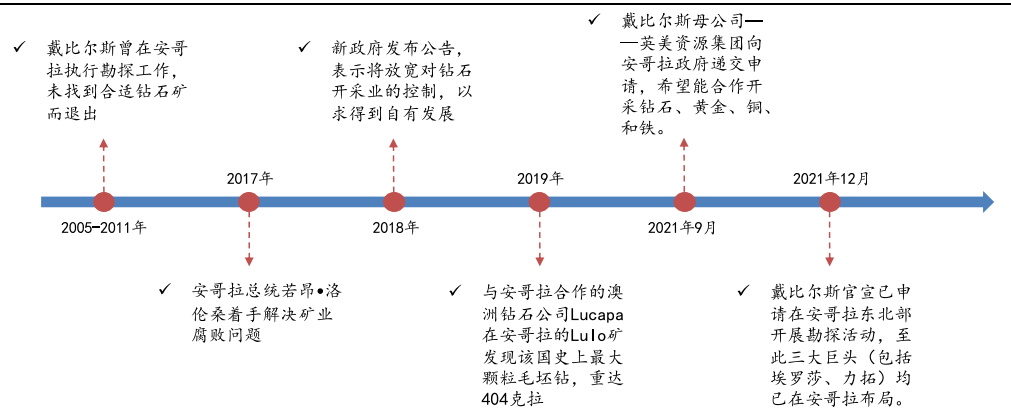 ✓ 戴比尔斯曾在安哥
拉执行勘探工作，
未找到合适钻石矿
而退出
✓ 新政府发布公告，
表示将放宽对钻石
开采业的控制，以
求得到自有发展
✓ 戴比尔斯母公司—
—英美资源集团向
安哥拉政府递交申
请，希望能合作开
采钻石、黄金、铜、
和铁。
2017年
2019年
2021年12月
2005-2011年
2018年
2021年9月
✓ 安哥拉总统若昂•洛
伦桑着手解决矿业
腐败问题
✓ 与安哥拉合作的澳
洲钻石公司Lucapa
在安哥拉的Lulo矿
发现该国史上最大
颗粒毛坯钻，重达
404克拉
✓ 戴比尔斯官宣已申
请在安哥拉东北部
开展勘探活动，至
此三大巨头（包括
埃罗莎、力拓）均
已在安哥拉布局。